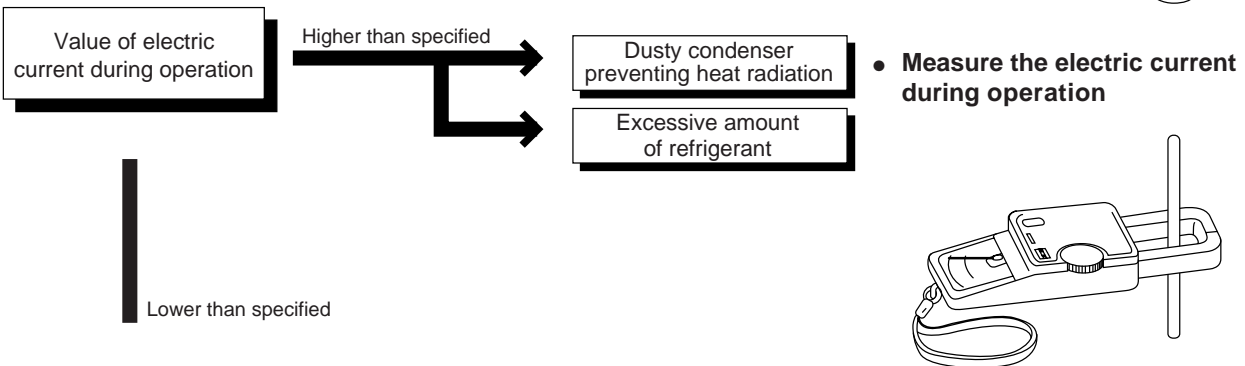 Value of electric
current during operation
Higher than specified
Dusty condenser
preventing heat radiation
Excessive amount
of refrigerant
● Measure the electric current
during operation
Lower than specified